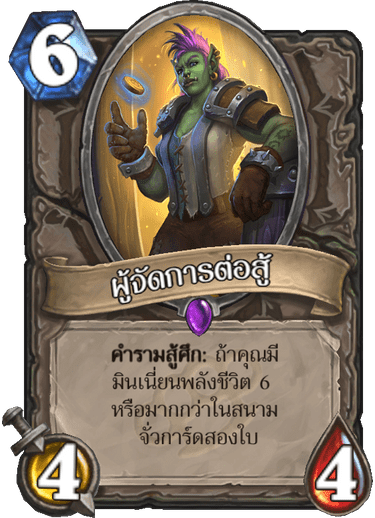 6
ผู้จัดการต่อสู้
คำรามสู้ศึก: ถ้าคุณมี
มินเนี่ยนพลังชีวิต 6
หรือมากกว่าในสนาม
จั่วการ์ดสองใบ
4
4